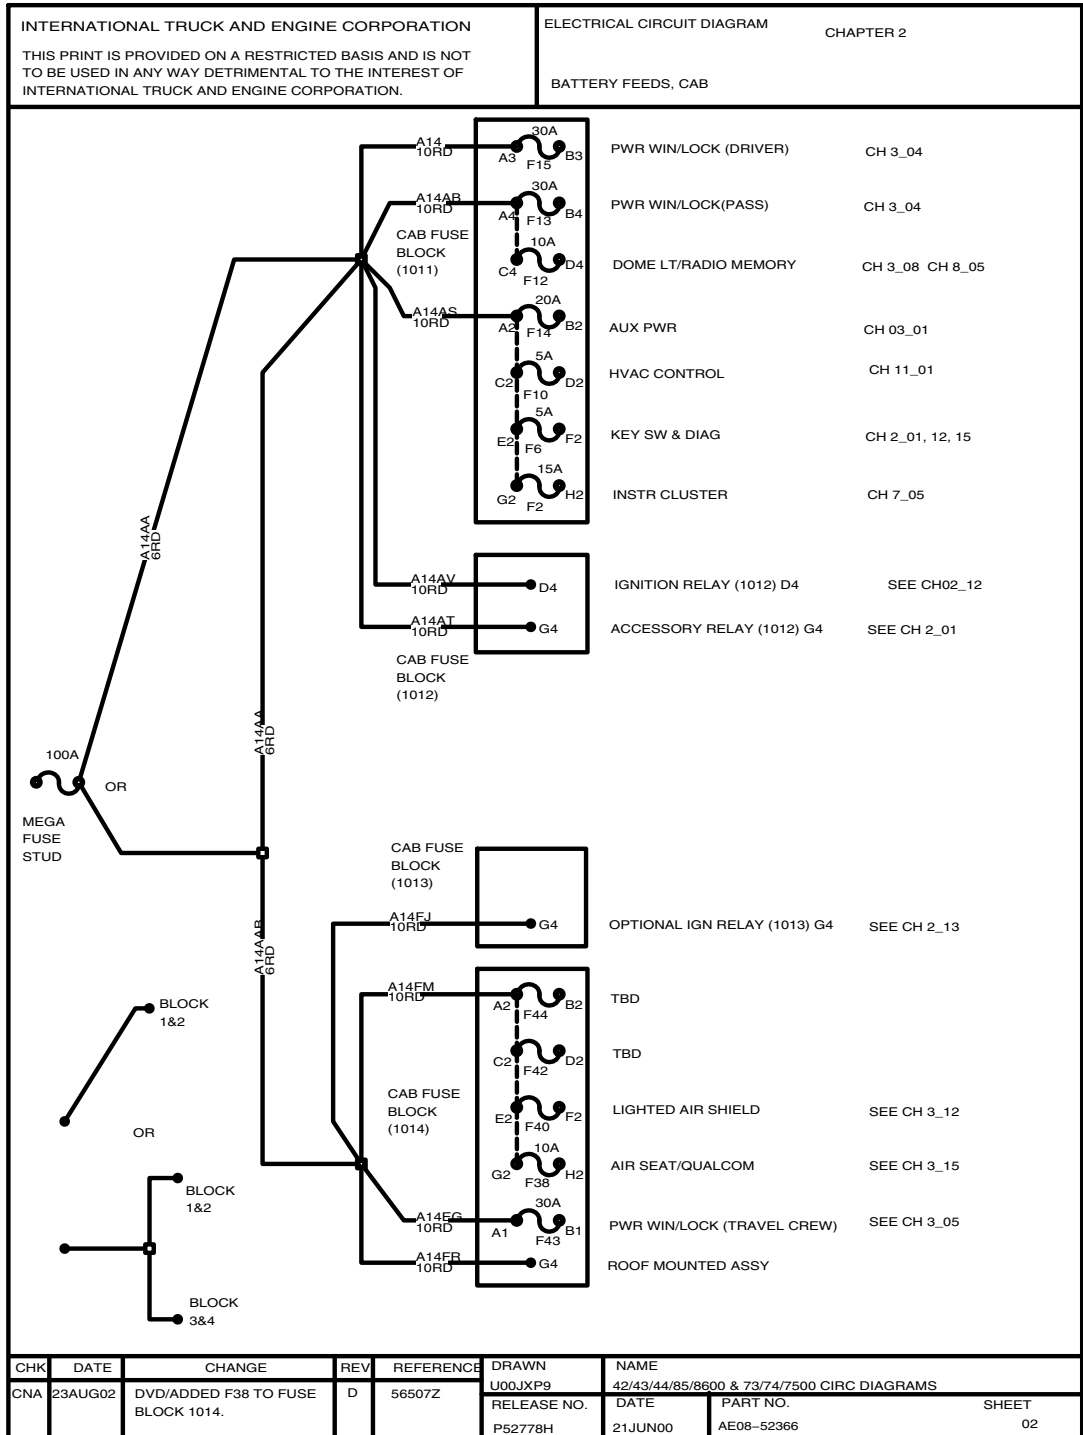 INTERNATIONAL TRUCK AND ENGINE CORPORATION
THIS PRINT IS PROVIDED ON A RESTRICTED BASIS AND IS NOT
TO BE USED IN ANY WAY DETRIMENTAL TO THE INTEREST OF
INTERNATIONAL TRUCK AND ENGINE CORPORATION.
ELECTRICAL CIRCUIT DIAGRAM
CHAPTER 2
BATTERY FEEDS, CAB
A14
10RD
30A
A3
F15
B3
PWR WIN/LOCK (DRIVER)
CH 3_04
A14AB
10RD
30A
A4
F13
B4
PWR WIN/LOCK(PASS)
CH 3_04
CAB FUSE
BLOCK
(1011)
10A
C4
F12
D4
DOME LT/RADIO MEMORY
CH 3_08 CH 8_05
A14AS
10RD
20A
A2
F14
B2
AUX PWR
CH 03_01
5A
C2
F10
D2
HVAC CONTROL
CH 11_01
5A
E2
F6
F2
KEY SW & DIAG
CH 2_01, 12, 15
15A
G2
F2
H2
INSTR CLUSTER
CH 7_05
A14AA
6RD
A14AV
10RD
D4
IGNITION RELAY (1012) D4
SEE CH02_12
A14AT
10RD
G4
ACCESSORY RELAY (1012) G4
SEE CH 2_01
CAB FUSE
BLOCK
(1012)
A14AA
6RD
100A
OR
MEGA
FUSE
STUD
CAB FUSE
BLOCK
(1013)
A14FJ
10RD
G4
OPTIONAL IGN RELAY (1013) G4
SEE CH 2_13
A14AAB
6RD
A14FM
10RD
A2
F44
B2
TBD
BLOCK
1&2
C2
F42
D2
TBD
CAB FUSE
BLOCK
(1014)
E2
F40
F2
LIGHTED AIR SHIELD
SEE CH 3_12
OR
10A
G2
F38
H2
AIR SEAT/QUALCOM
SEE CH 3_15
BLOCK
1&2
A14EG
10RD
30A
A1
F43
B1
PWR WIN/LOCK (TRAVEL CREW)
SEE CH 3_05
A14FR
10RD
G4
ROOF MOUNTED ASSY
BLOCK
3&4
CHK DATE CHANGE REV REFERENCE
CNA 23AUG02 DVD/ADDED F38 TO FUSE
BLOCK 1014.
D 56507Z
DRAWN
U00JXP9
NAME
42/43/44/85/8600 & 73/74/7500 CIRC DIAGRAMS
RELEASE NO.
P52778H
DATE
21JUN00
PART NO.
AE08–52366
SHEET
02